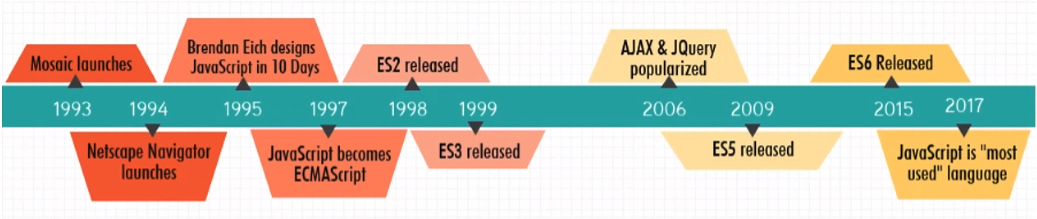 Mosaic launches
Brendan Eich designs
JavaScript in 10 Days
ES2 released
AJAX & JQuery
popularized
ES6 Released
1993 1994 1995 1997 1998 1999 2006 2009 2015 2017
Netscape Navigator
launches
JavaScript becomes
ECMAScript
ES3 released
ES5 released
JavaScript is "most
used" language